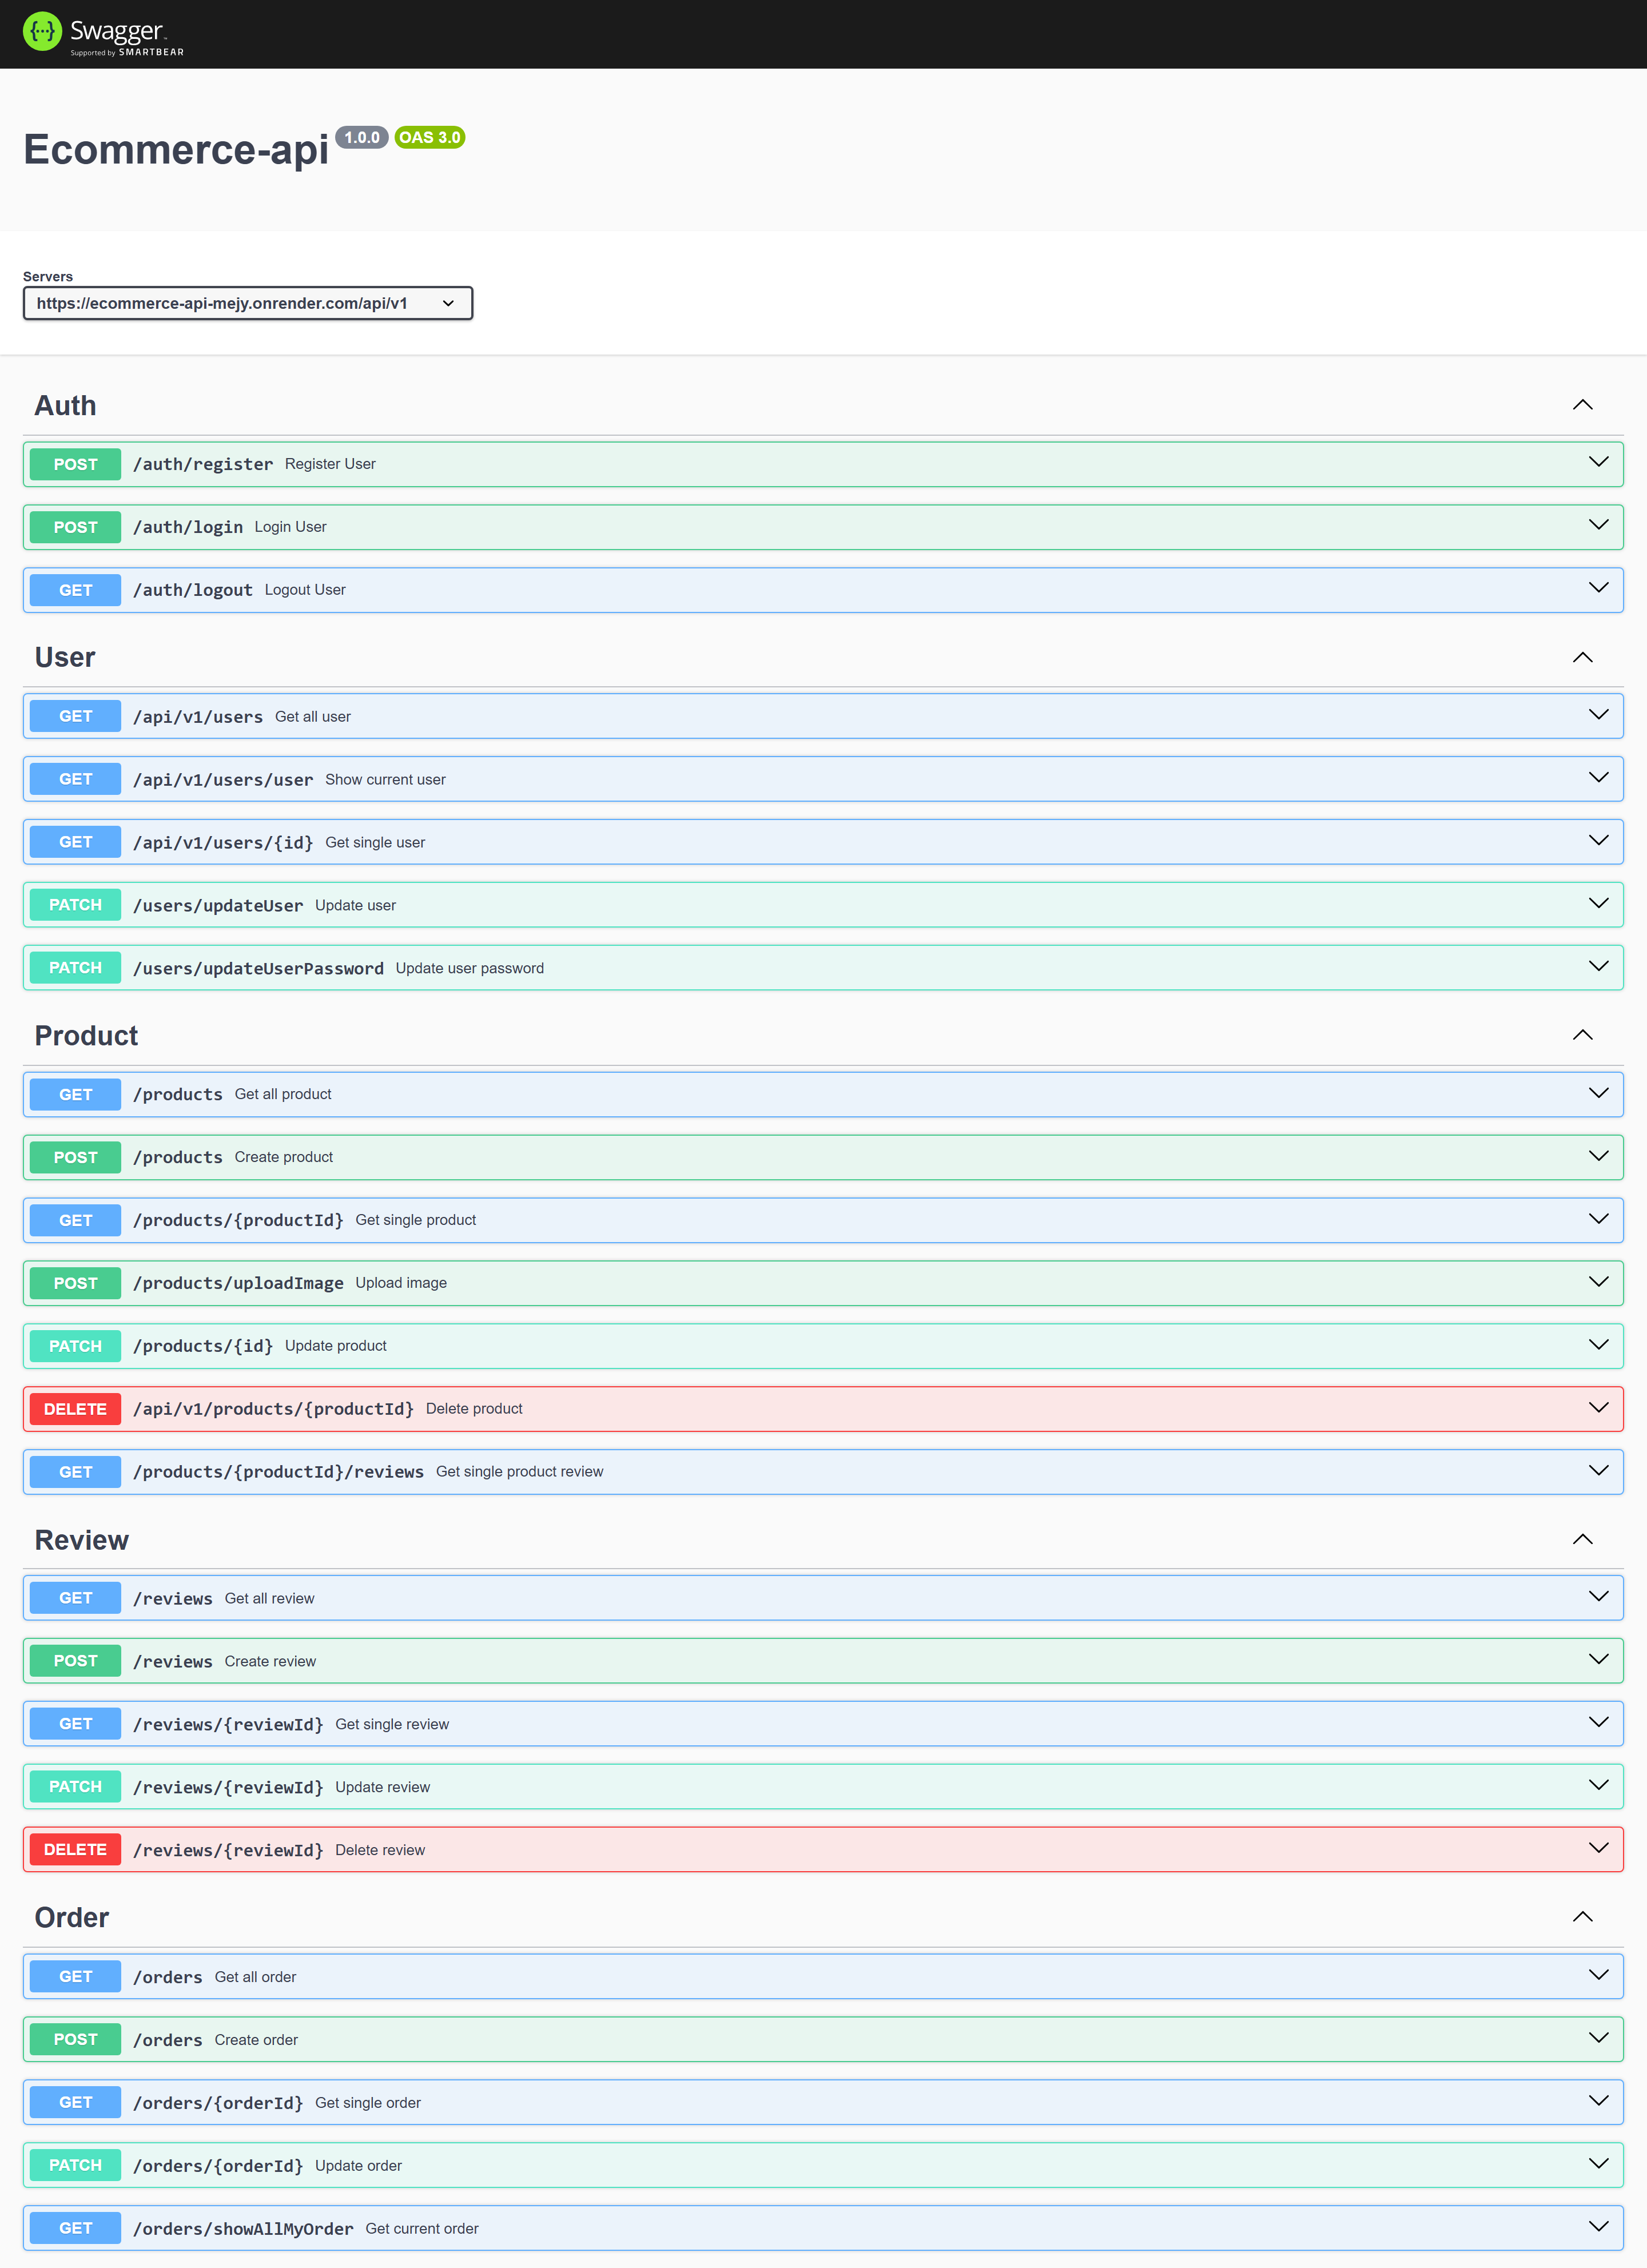 Swagger
Supported by SMARTBEAR
Ecommerce-api 1.0.0 OAS 3.0
Servers
https://ecommerce-api-mejy.onrender.com/api/v1
Auth
POST /auth/register Register User
POST /auth/login Login User
GET /auth/logout Logout User
User
GET /api/v1/users Get all user
GET /api/v1/users/user Show current user
GET /api/v1/users/{id} Get single user
PATCH /users/updateUser Update user
PATCH /users/updateUserPassword Update user password
Product
GET /products Get all product
POST /products Create product
GET /products/{productId} Get single product
POST /products/uploadImage Upload image
PATCH /products/{id} Update product
DELETE /api/v1/products/{productId} Delete product
GET /products/{productId}/reviews Get single product review
Review
GET /reviews Get all review
POST /reviews Create review
GET /reviews/{reviewId} Get single review
PATCH /reviews/{reviewId} Update review
DELETE /reviews/{reviewId} Delete review
Order
GET /orders Get all order
POST /orders Create order
GET /orders/{orderId} Get single order
PATCH /orders/{orderId} Update order
GET /orders/showAllMyOrder Get current order